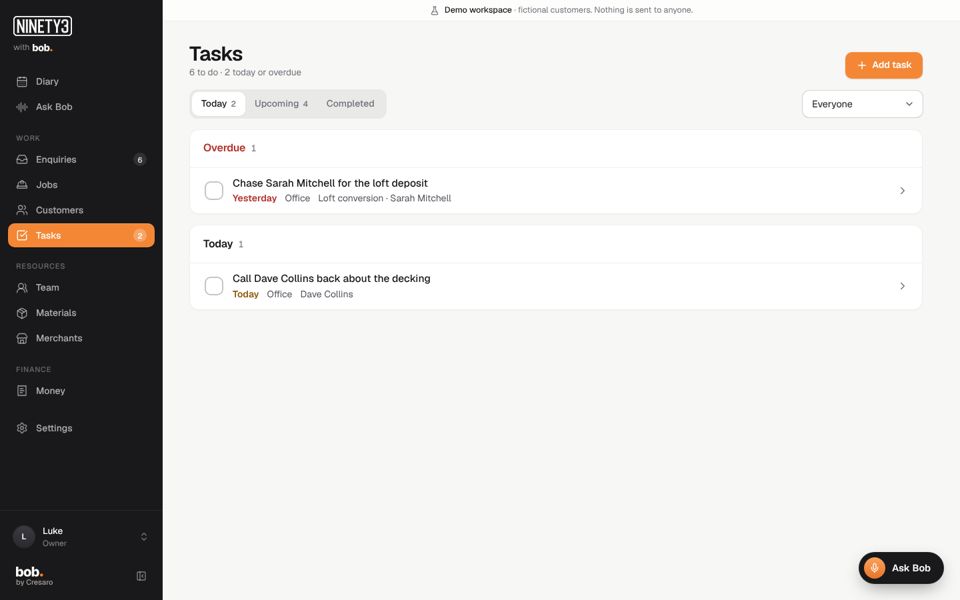 NINETY3
with bob.
Diary
Ask Bob
WORK
Enquiries 6
Jobs
Customers
Tasks 2
RESOURCES
Team
Materials
Merchants
FINANCE
Money
Settings
L
Luke
Owner
bob.
by Cresaro
Demo workspace · fictional customers. Nothing is sent to anyone.
Tasks
6 to do · 2 today or overdue
Add task
Today 2 Upcoming 4 Completed
Everyone
Overdue 1
Chase Sarah Mitchell for the loft deposit
Yesterday Office Loft conversion · Sarah Mitchell
Today 1
Call Dave Collins back about the decking
Today Office Dave Collins
Ask Bob